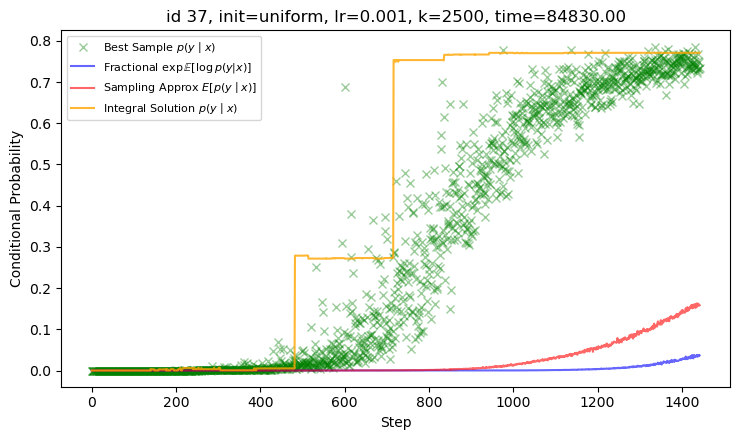 id 37, init=uniform, lr=0.001, k=2500, time=84830.00
Best Sample p(y | x)
Fractional exp 𝔼[log p(y|x)]
Sampling Approx E[p(y | x)]
Integral Solution p(y | x)
Conditional Probability
0.8
0.7
0.6
0.5
0.4
0.3
0.2
0.1
0.0
0 200 400 600 800 1000 1200 1400
Step